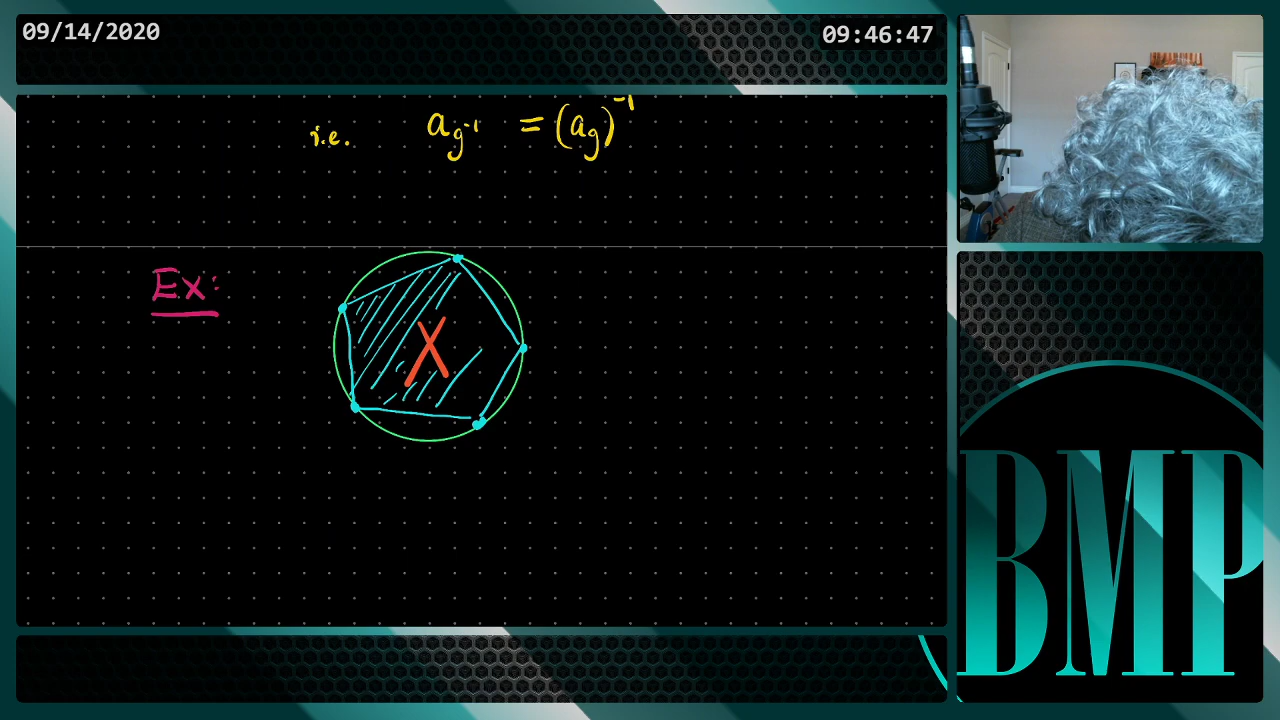 09/14/2020
09:46:47
i.e. a_{g^{-1}} = (a_g)^{-1}
Ex:
X
BMP